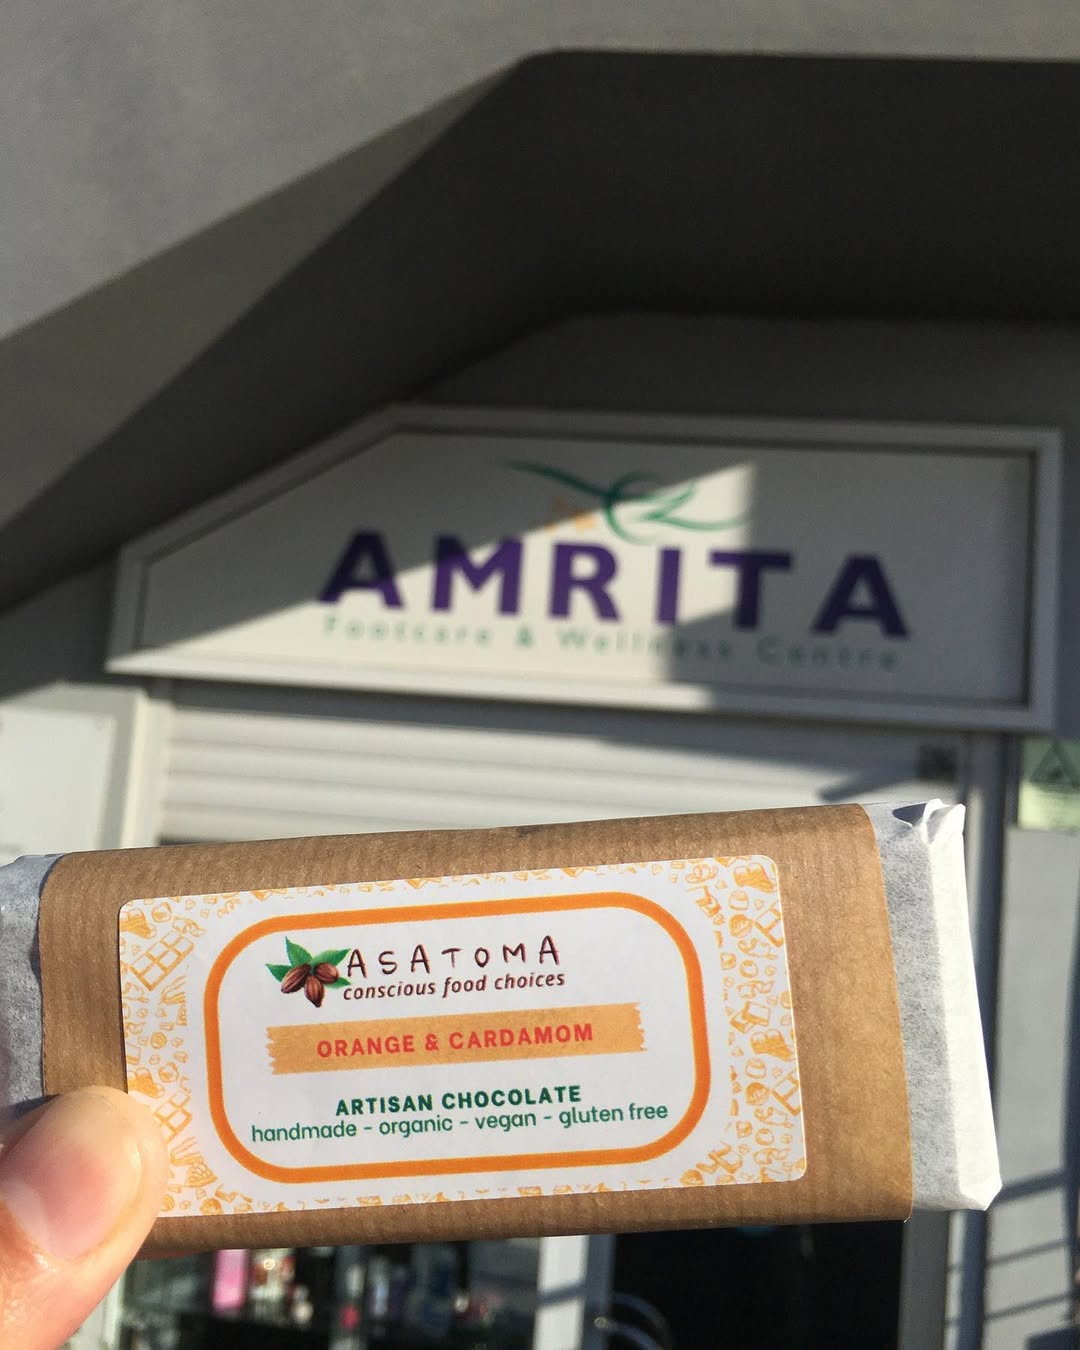 AMRITA
Footcare & Wellness Centre
ASATOMA
conscious food choices
ORANGE & CARDAMOM
ARTISAN CHOCOLATE
handmade - organic - vegan - gluten free